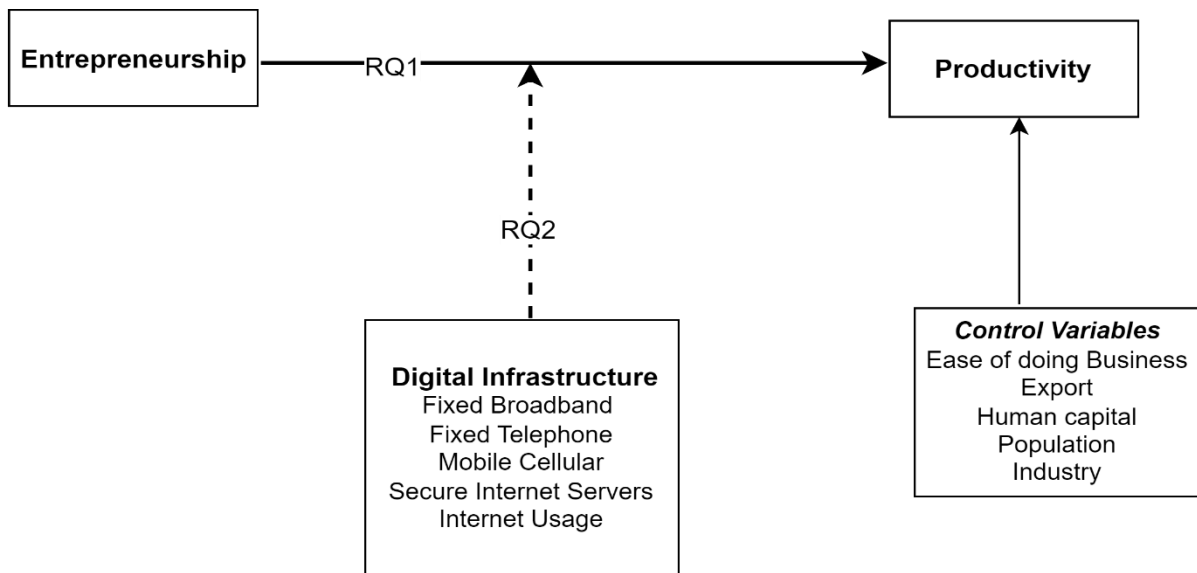 Entrepreneurship
RQ1
Productivity
RQ2
Digital Infrastructure
Fixed Broadband
Fixed Telephone
Mobile Cellular
Secure Internet Servers
Internet Usage
Control Variables
Ease of doing Business
Export
Human capital
Population
Industry